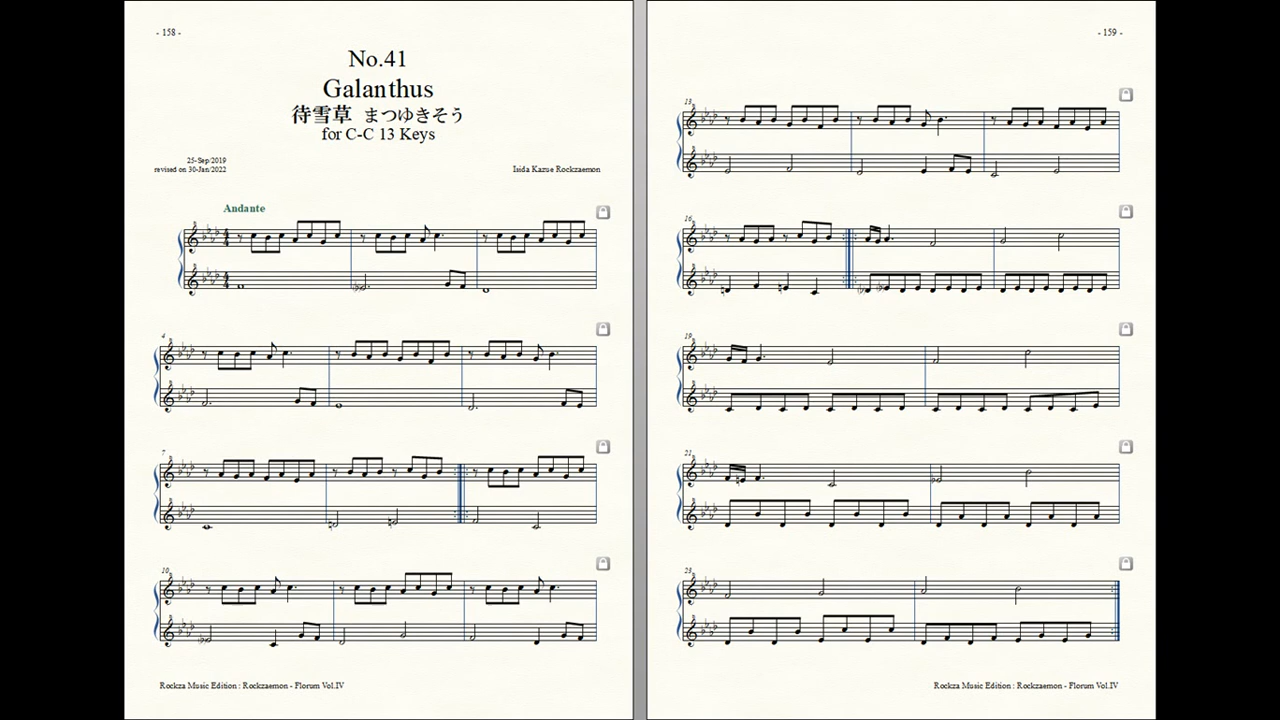 - 158 -
No.41
Galanthus
待雪草 まつゆきそう
for C-C 13 Keys
25-Sep/2019
revised on 30-Jan/2022
Isida Kazue Rockzaemon
Andante
4
7
10
Rockza Music Edition : Rockzaemon - Florum Vol.IV
- 159 -
13
16
19
21
23
Rockza Music Edition : Rockzaemon - Florum Vol.IV